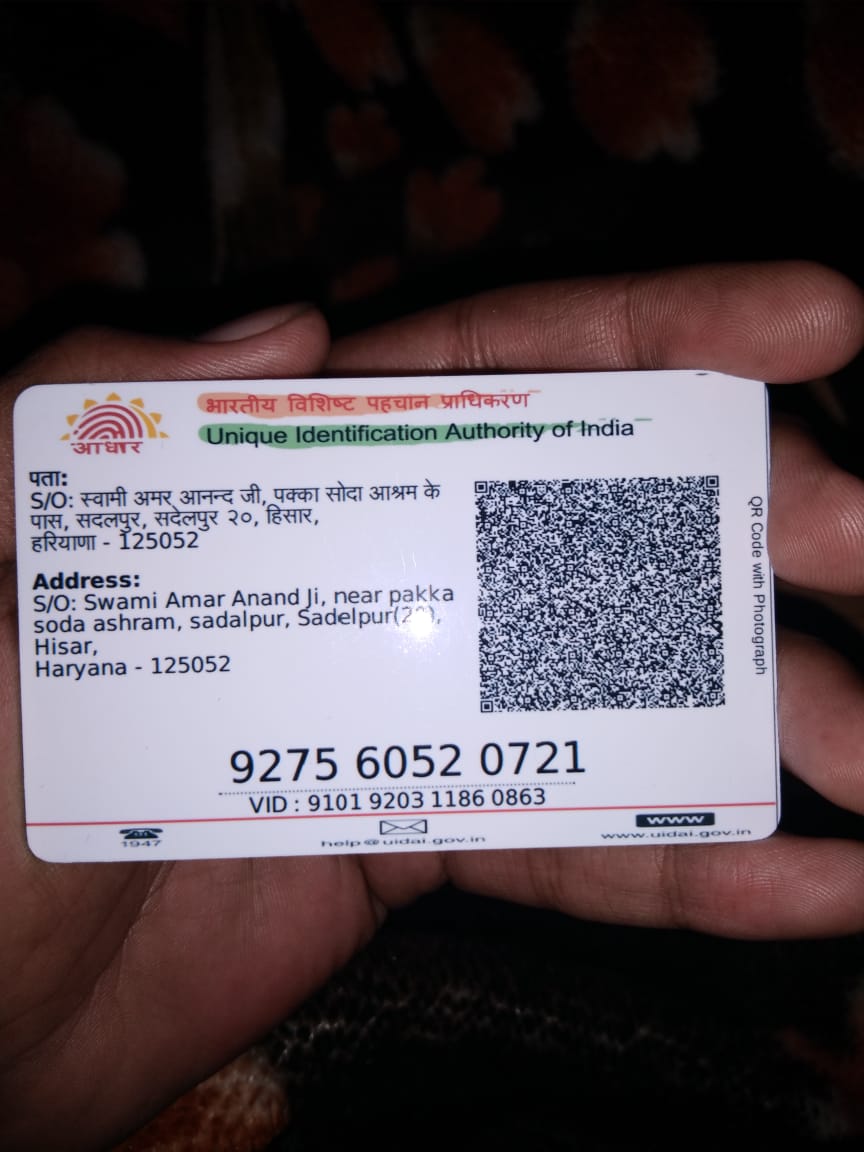 भारतीय विशिष्ट पहचान प्राधिकरण
Unique Identification Authority of India
आधार
पता:
S/O: स्वामी अमर आनन्द जी, पक्का सोदा आश्रम के
पास, सदलपुर, सदेलपुर २०, हिसार,
हरियाणा - 125052
Address:
S/O: Swami Amar Anand Ji, near pakka
soda ashram, sadalpur,
Hisar,
Haryana - 125052
QR Code with Photograph
9275 6052 0721
VID : 9101 9203 1186 0863
1947
help@uidai.gov.in
www
www.uidai.gov.in